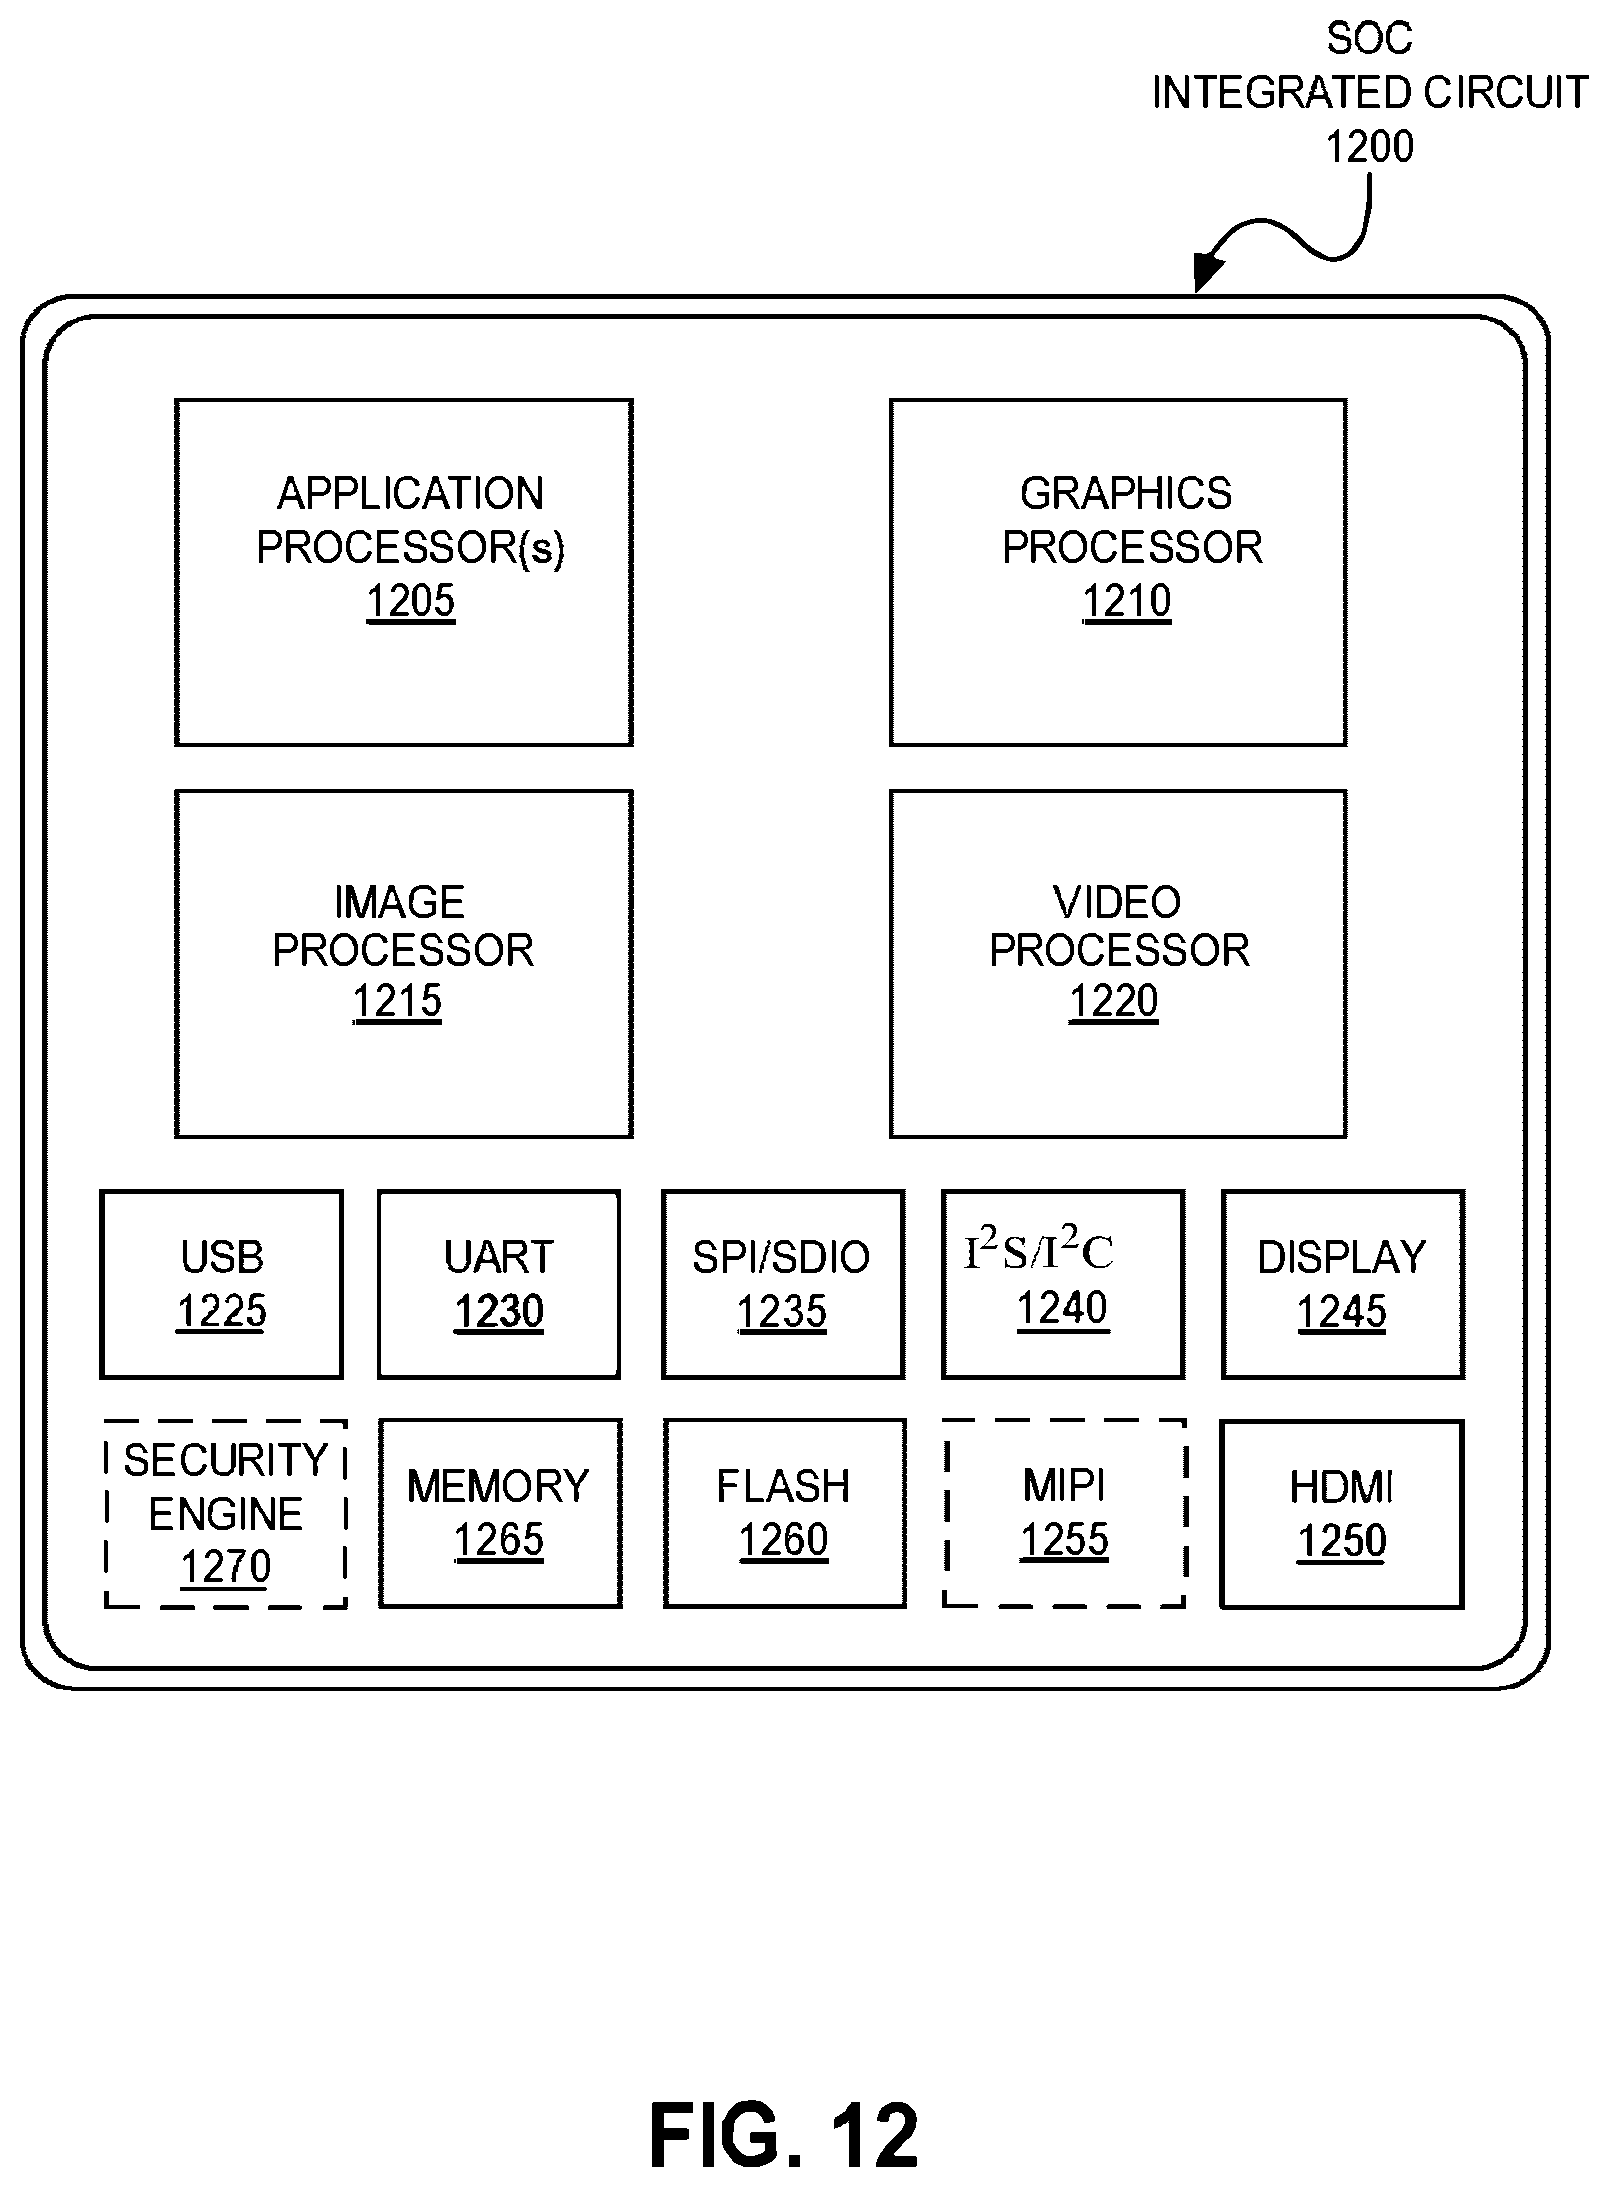 SOC
INTEGRATED CIRCUIT
1200
APPLICATION
PROCESSOR(s)
1205
GRAPHICS
PROCESSOR
1210
IMAGE
PROCESSOR
1215
VIDEO
PROCESSOR
1220
USB
1225
UART
1230
SPI/SDIO
1235
I²S/I²C
1240
DISPLAY
1245
SECURITY
ENGINE
1270
MEMORY
1265
FLASH
1260
MIPI
1255
HDMI
1250
FIG. 12